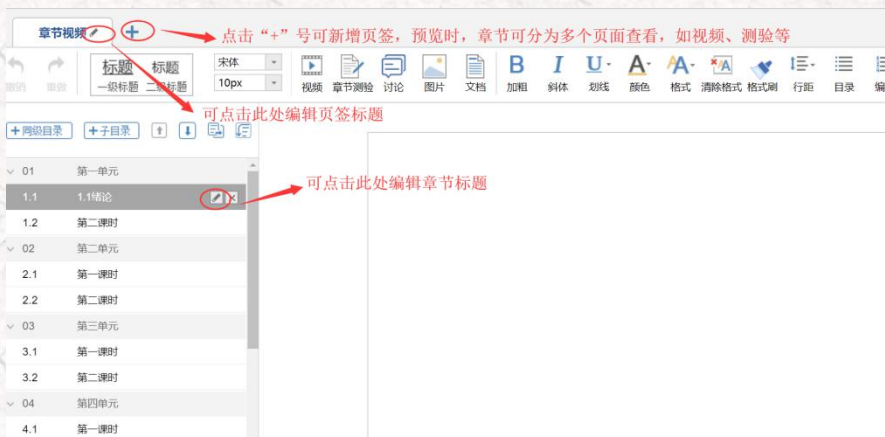 章节视频
点击“+”号可新增页签，预览时，章节可分为多个页面查看，如视频、测验等
撤销 重做
标题 标题
一级标题 二级标题
宋体
10px
视频 章节测验 讨论 图片 文档
B I U A A
加粗 斜体 划线 颜色 格式 清除格式 格式刷 行距 目录
可点击此处编辑页签标题
+同级目录 +子目录
01 第一单元
可点击此处编辑章节标题
1.1 1.1绪论
1.2 第二课时
02 第二单元
2.1 第一课时
2.2 第二课时
03 第三单元
3.1 第一课时
3.2 第二课时
04 第四单元
4.1 第一课时